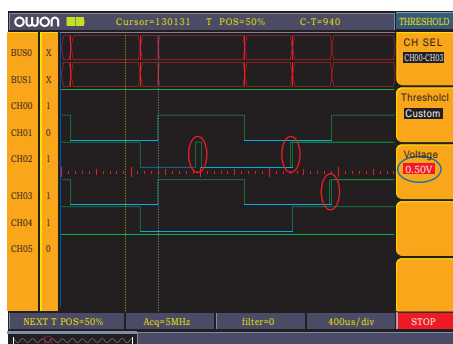 OWON Cursor=130131 T POS=50% C-T=940 THRESHOLD
BUS0 X
BUS1 X
CH00 1
CH01 0
CH02 1
CH03 1
CH04 1
CH05 0
CH SEL
CH00-CH03
Thresholcl
Custom
Voltage
0.50V
NEXT T POS=50% Acq=5MHz filter=0 400us/div STOP